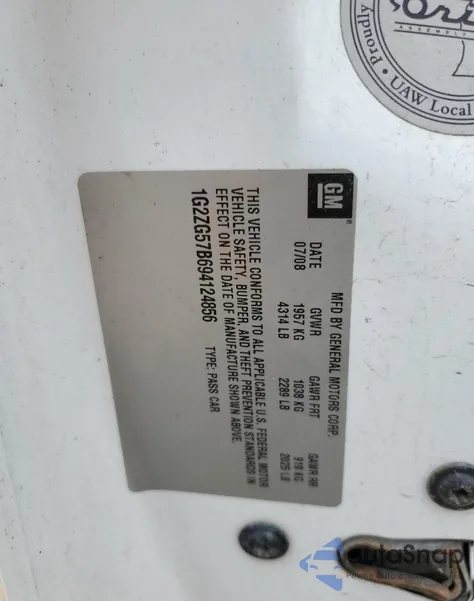 GM
MFD BY GENERAL MOTORS CORP.
DATE GVWR GAWR FRT GAWR RR
07/08 1957 KG 1038 KG 919 KG
4314 LB 2289 LB 2025 LB
THIS VEHICLE CONFORMS TO ALL APPLICABLE U.S. FEDERAL MOTOR
VEHICLE SAFETY, BUMPER, AND THEFT PREVENTION STANDARDS IN
EFFECT ON THE DATE OF MANUFACTURE SHOWN ABOVE.
1G2ZG57B694124856 TYPE: PASS CAR
Proudly
UAW Local
AutoSnap